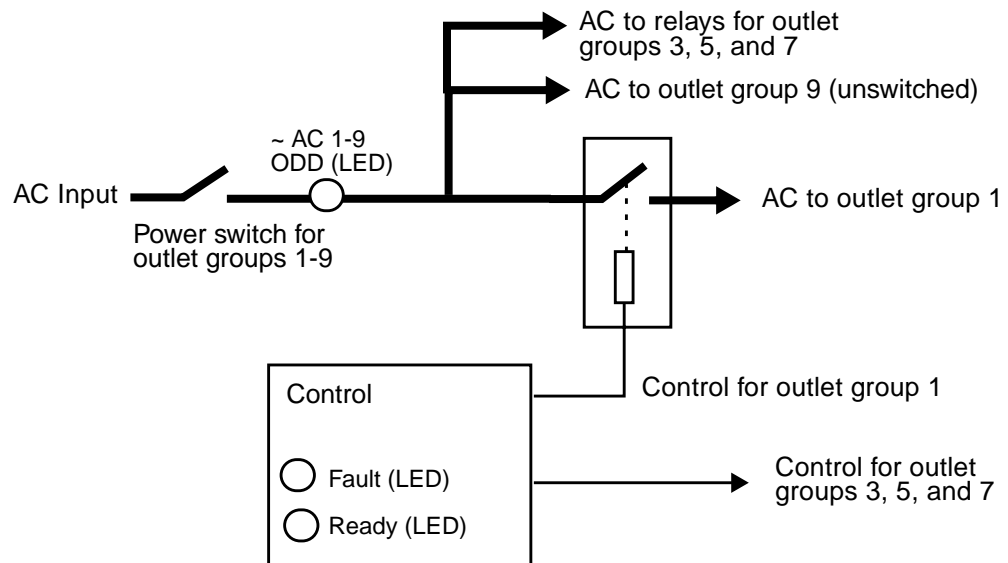 AC to relays for outlet
groups 3, 5, and 7
AC to outlet group 9 (unswitched)
~ AC 1-9
ODD (LED)
AC Input
AC to outlet group 1
Power switch for
outlet groups 1-9
Control
Control for outlet group 1
Fault (LED)
Control for outlet
groups 3, 5, and 7
Ready (LED)